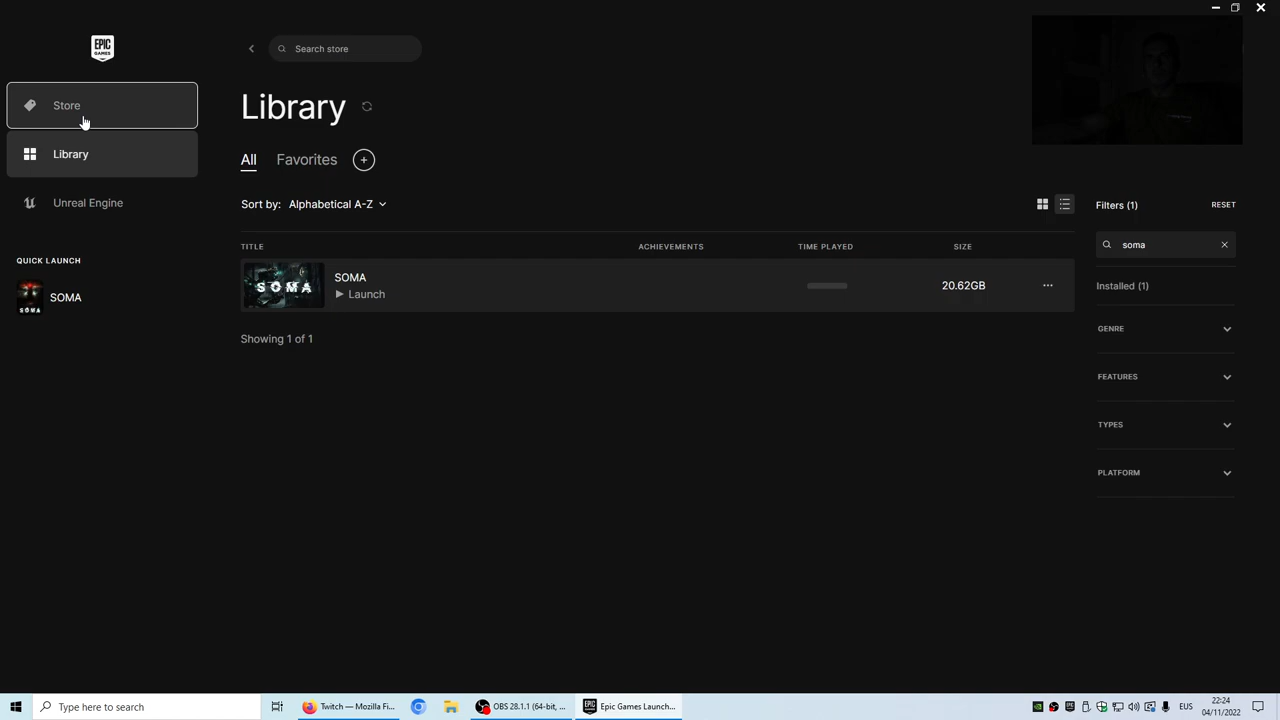 EPIC
GAMES
Search store
Store
Library
Library
All
Favorites
+
Unreal Engine
Sort by: Alphabetical A-Z
Filters (1)
RESET
TITLE
ACHIEVEMENTS
TIME PLAYED
SIZE
soma
QUICK LAUNCH
SOMA
SOMA
SOMA
SOMA
Launch
20.62GB
Installed (1)
Showing 1 of 1
GENRE
FEATURES
TYPES
PLATFORM
Type here to search
Twitch — Mozilla Fi...
OBS 28.1.1 (64-bit, ...
Epic Games Launch...
EUS
22:24
04/11/2022